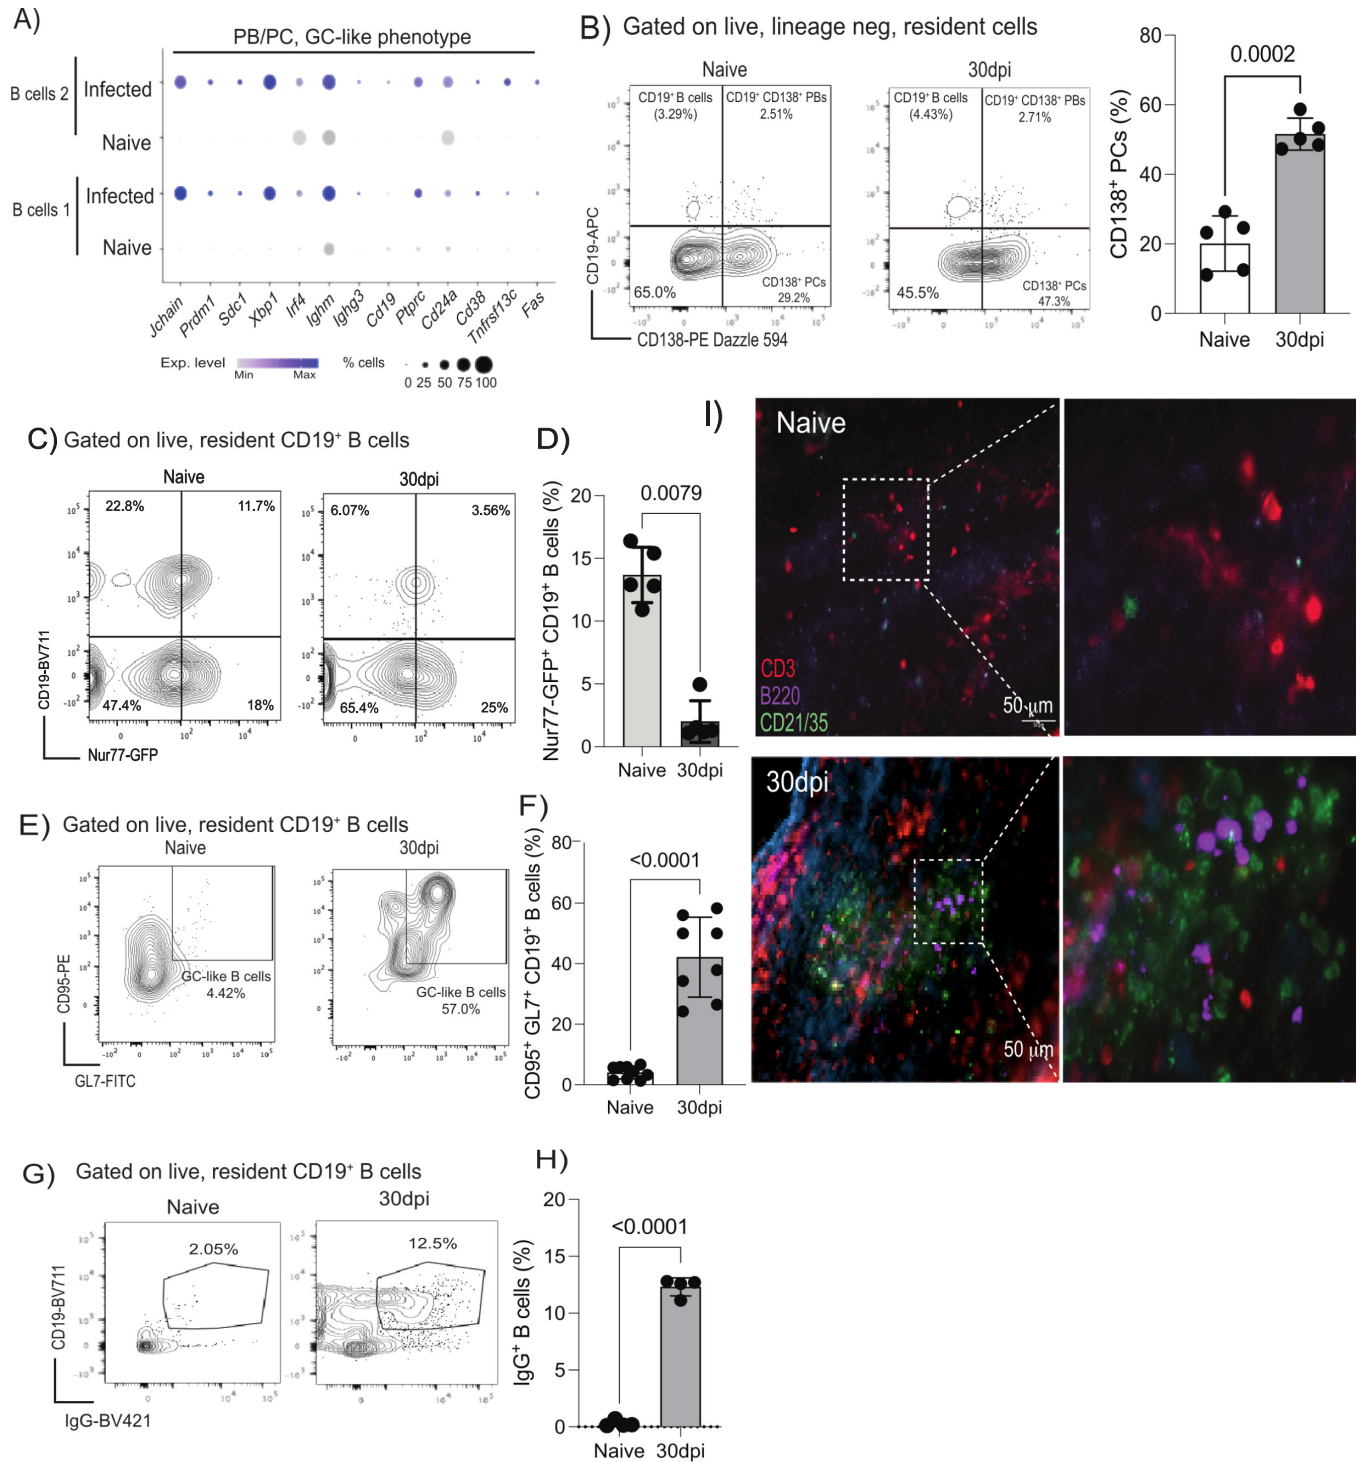 A)
PB/PC, GC-like phenotype
B cells 2
Infected
Naive
B cells 1
Infected
Naive
Jchain Prdm1 Sdc1 Xbp1 Irf4 Ighm Ighg3 Cd19 Ptprc Cd24a Cd38 Tnfrsf13c Fas
Exp. level
Min Max
% cells
0 25 50 75 100
B) Gated on live, lineage neg, resident cells
Naive
30dpi
CD19+ B cells
(3.29%)
CD19+ CD138+ PBs
2.51%
65.0%
CD138+ PCs
29.2%
CD19+ B cells
(4.43%)
CD19+ CD138+ PBs
2.71%
45.5%
CD138+ PCs
47.3%
CD19-APC
CD138-PE Dazzle 594
CD138+ PCs (%)
80
60
40
20
0
0.0002
Naive 30dpi
C) Gated on live, resident CD19+ B cells
Naive
30dpi
22.8% 11.7%
47.4% 18%
6.07% 3.56%
65.4% 25%
CD19-BV711
Nur77-GFP
D)
Nur77-GFP+ CD19+ B cells (%)
20
15
10
5
0
0.0079
Naive 30dpi
E) Gated on live, resident CD19+ B cells
Naive
30dpi
GC-like B cells
4.42%
GC-like B cells
57.0%
CD95-PE
GL7-FITC
F)
CD95+ GL7+ CD19+ B cells (%)
80
60
40
20
0
<0.0001
Naive 30dpi
G) Gated on live, resident CD19+ B cells
Naive
30dpi
2.05%
12.5%
CD19-BV711
IgG-BV421
H)
IgG+ B cells (%)
20
15
10
5
0
<0.0001
Naive 30dpi
I)
Naive
CD3
B220
CD21/35
50 µm
30dpi
50 µm